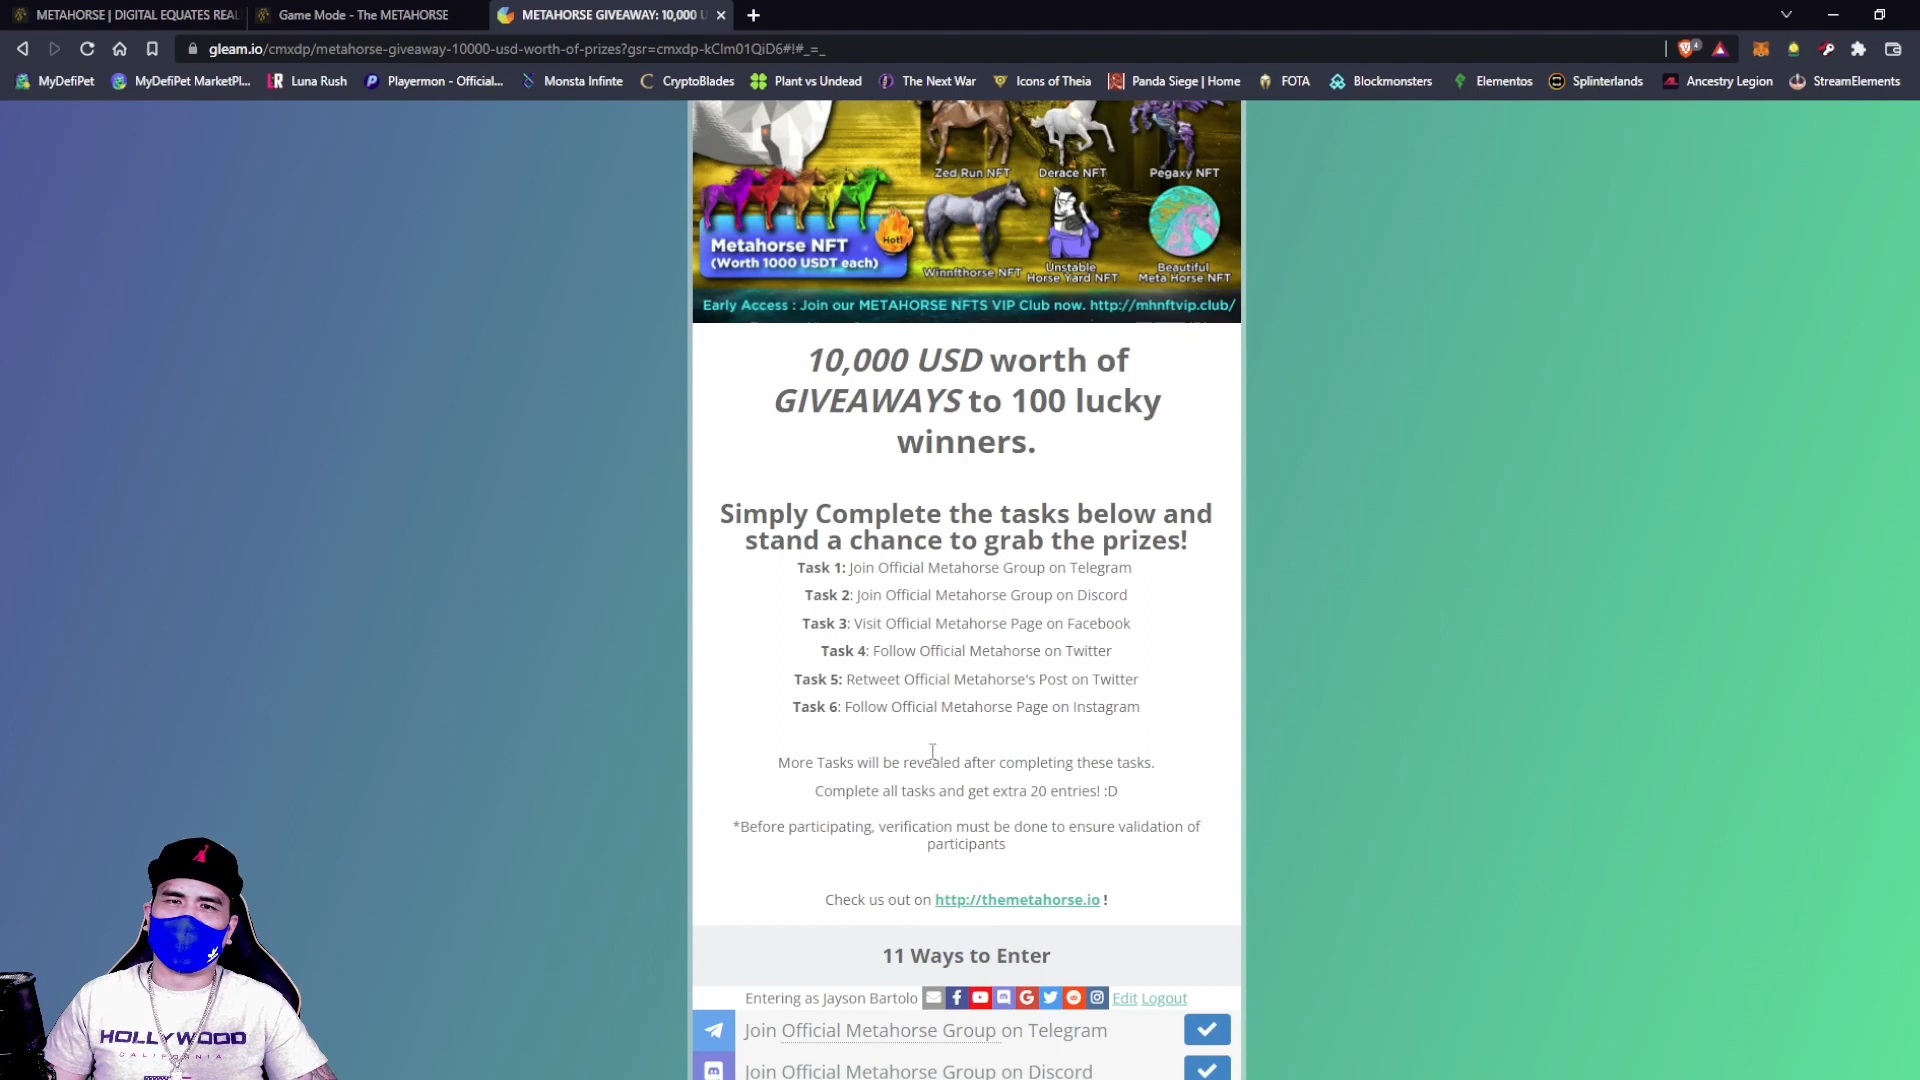 METAHORSE | DIGITAL EQUATES REAL
Game Mode - The METAHORSE
METAHORSE GIVEAWAY: 10,000 U
gleam.io/cmxdp/metahorse-giveaway-10000-usd-worth-of-prizes?gsr=cmxdp-kClm01QiD6#!#_=_
MyDefiPet
MyDefiPet MarketPl...
Luna Rush
Playermon - Official...
Monsta Infinte
CryptoBlades
Plant vs Undead
The Next War
Icons of Theia
Panda Siege | Home
FOTA
Blockmonsters
Elementos
Splinterlands
Ancestry Legion
StreamElements
Zed Run NFT
Derace NFT
Pegaxy NFT
Hot!
Metahorse NFT
(Worth 1000 USDT each)
Winnfthorse NFT
Unstable
Horse Yard NFT
Beautiful
Meta Horse NFT
Early Access : Join our METAHORSE NFTS VIP Club now. http://mhnftvip.club/
10,000 USD worth of
GIVEAWAYS to 100 lucky
winners.
Simply Complete the tasks below and
stand a chance to grab the prizes!
Task 1: Join Official Metahorse Group on Telegram
Task 2: Join Official Metahorse Group on Discord
Task 3: Visit Official Metahorse Page on Facebook
Task 4: Follow Official Metahorse on Twitter
Task 5: Retweet Official Metahorse's Post on Twitter
Task 6: Follow Official Metahorse Page on Instagram
More Tasks will be revealed after completing these tasks.
Complete all tasks and get extra 20 entries! :D
*Before participating, verification must be done to ensure validation of
participants
Check us out on http://themetahorse.io !
11 Ways to Enter
Entering as Jayson Bartolo
Edit Logout
Join Official Metahorse Group on Telegram
Join Official Metahorse Group on Discord
HOLLYWOOD
CALIFORNIA